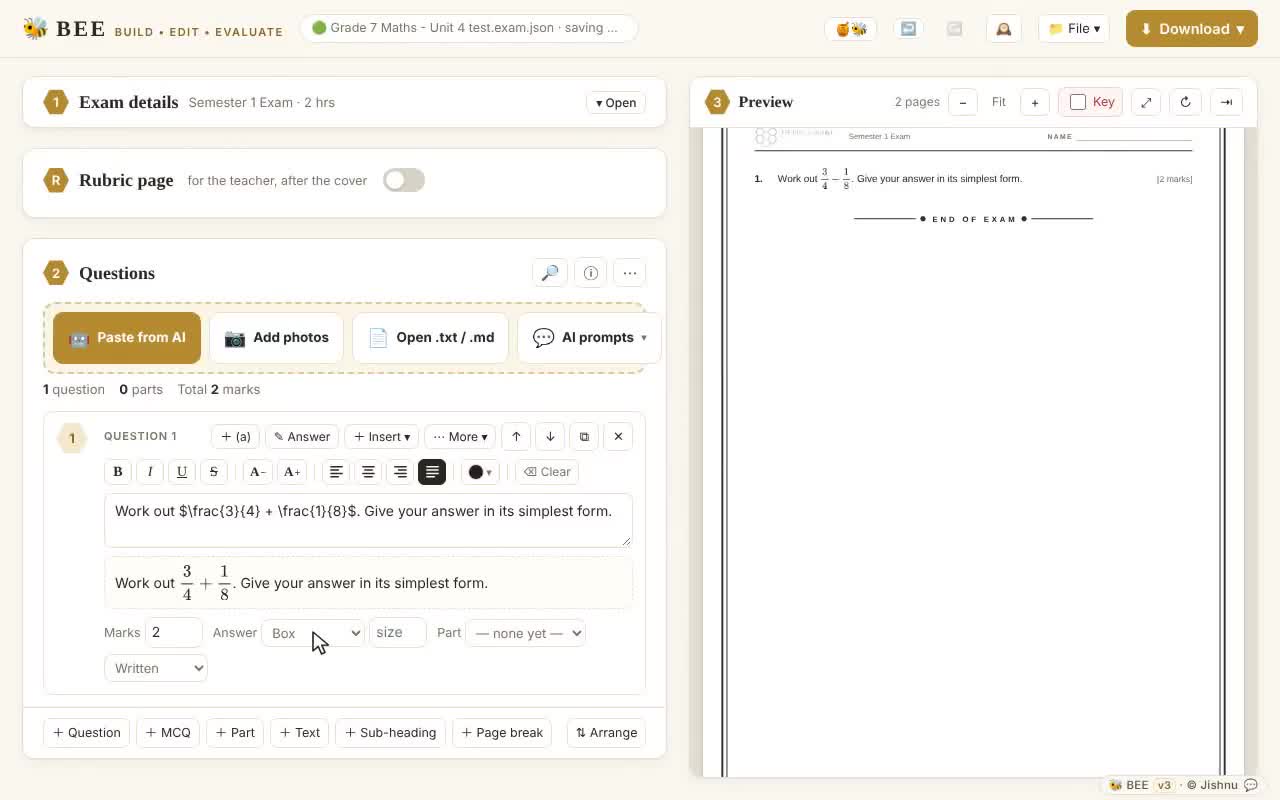 BEE BUILD • EDIT • EVALUATE
Grade 7 Maths - Unit 4 test.exam.json · saving ...
File ▾
Download ▾
1 Exam details Semester 1 Exam · 2 hrs
▾ Open
R Rubric page for the teacher, after the cover
2 Questions
Paste from AI
Add photos
Open .txt / .md
AI prompts ▾
1 question 0 parts Total 2 marks
1 QUESTION 1
+ (a)
✎ Answer
+ Insert ▾
··· More ▾
B I U S A− A+
⌫ Clear
Work out $\frac{3}{4} + \frac{1}{8}$. Give your answer in its simplest form.
Work out 3/4 + 1/8. Give your answer in its simplest form.
Marks 2 Answer Box size Part — none yet —
Written
+ Question
+ MCQ
+ Part
+ Text
+ Sub-heading
+ Page break
⇅ Arrange
3 Preview 2 pages − Fit + Key
Semester 1 Exam NAME
1. Work out 3/4 − 1/8. Give your answer in its simplest form. [2 marks]
END OF EXAM
BEE v3 · © Jishnu